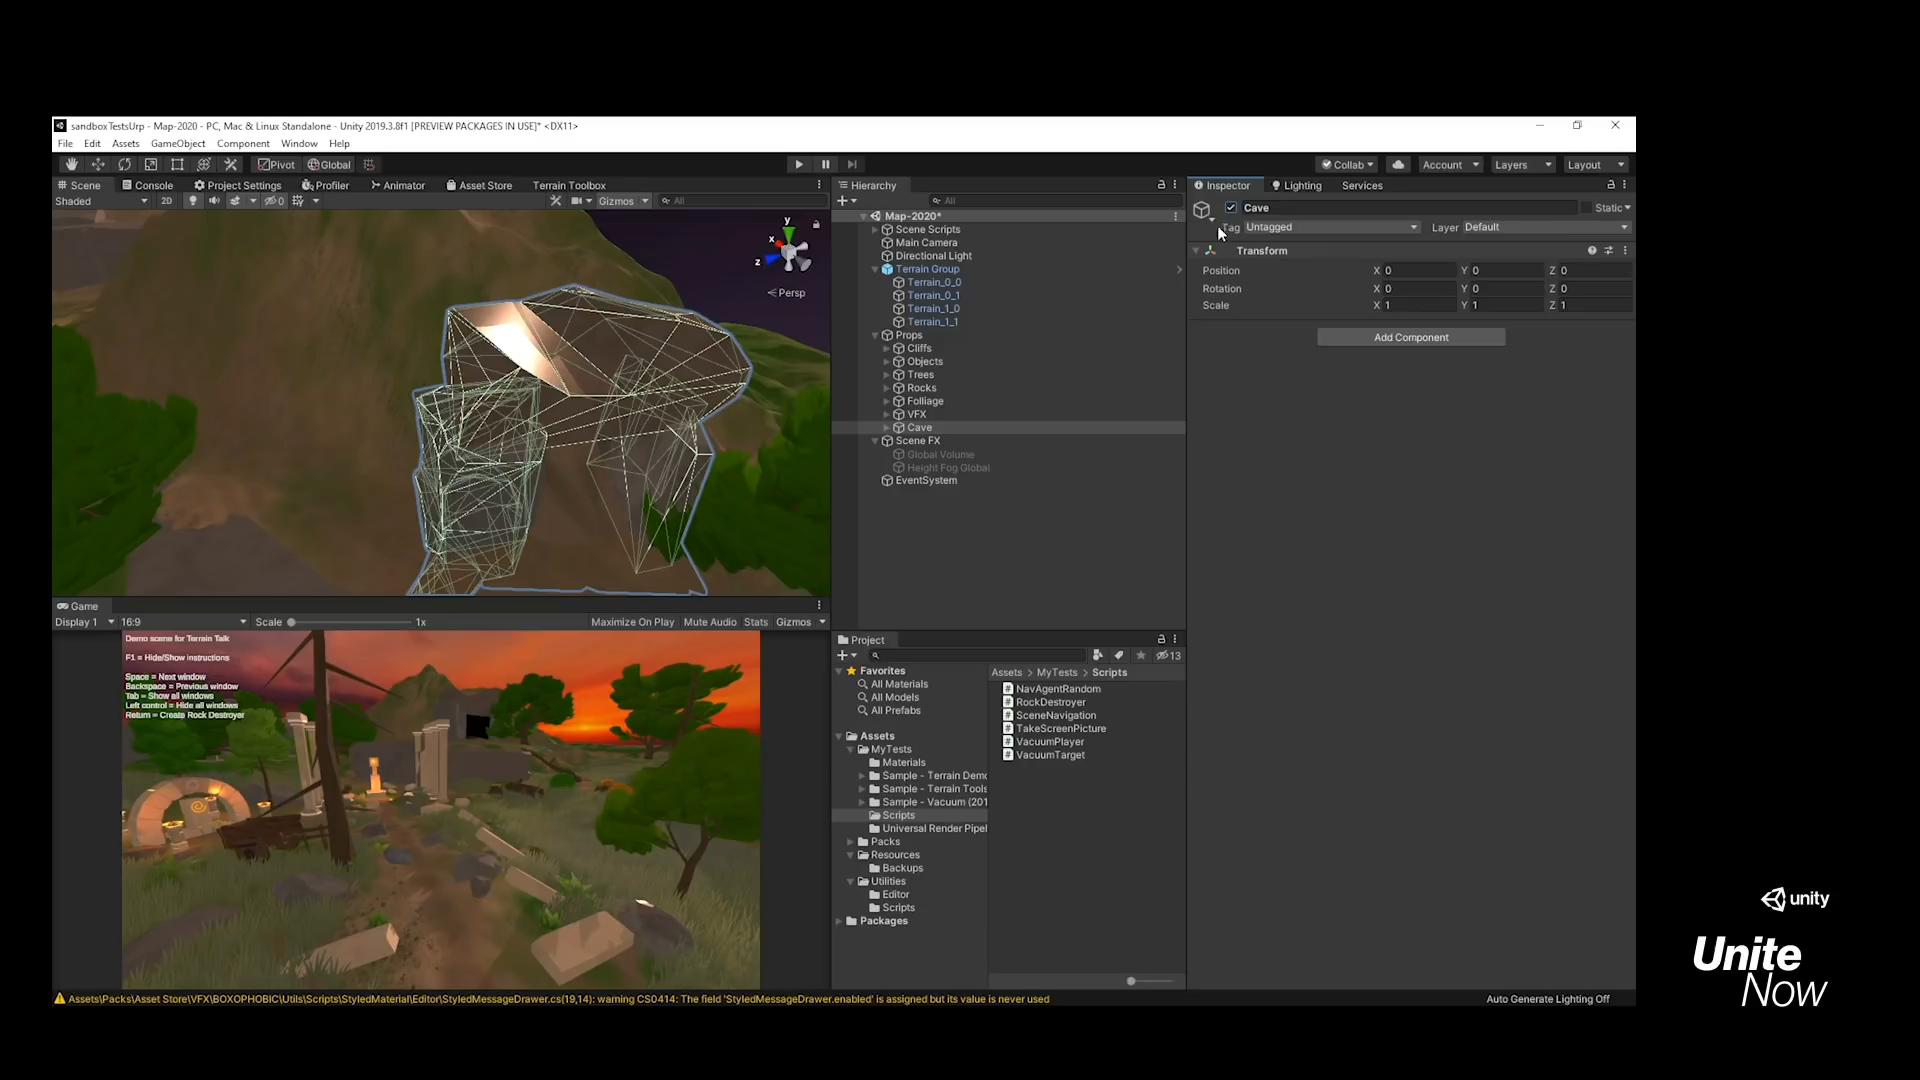 sandboxTestsUrp - Map-2020 - PC, Mac & Linux Standalone - Unity 2019.3.8f1 [PREVIEW PACKAGES IN USE]* <DX11>
File Edit Assets GameObject Component Window Help
Pivot Global Collab Account Layers Layout
Scene Console Project Settings Profiler Animator Asset Store Terrain Toolbox
Shaded 2D 0 Gizmos All
y
x
z
Persp
Hierarchy
All
Map-2020*
Scene Scripts
Main Camera
Directional Light
Terrain Group
Terrain_0_0
Terrain_0_1
Terrain_1_0
Terrain_1_1
Props
Cliffs
Objects
Trees
Rocks
Folliage
VFX
Cave
Scene FX
Global Volume
Height Fog Global
EventSystem
Inspector Lighting Services
Cave Static
Tag Untagged Layer Default
Transform
Position X 0 Y 0 Z 0
Rotation X 0 Y 0 Z 0
Scale X 1 Y 1 Z 1
Add Component
Game
Display 1 16:9 Scale 1x Maximize On Play Mute Audio Stats Gizmos
Demo scene for Terrain Talk
F1 = Hide/Show instructions
Space = Next window
Backspace = Previous window
Tab = Show all windows
Left control = Hide all windows
Return = Create Rock Destroyer
Project
13
Favorites
All Materials
All Models
All Prefabs
Assets
MyTests
Materials
Sample - Terrain Demo
Sample - Terrain Tools
Sample - Vacuum (201
Scripts
Universal Render Pipel
Packs
Resources
Backups
Utilities
Editor
Scripts
Packages
Assets > MyTests > Scripts
NavAgentRandom
RockDestroyer
SceneNavigation
TakeScreenPicture
VacuumPlayer
VacuumTarget
Assets\Packs\Asset Store\VFX\BOXOPHOBIC\Utils\Scripts\StyledMaterial\Editor\StyledMessageDrawer.cs(19,14): warning CS0414: The field 'StyledMessageDrawer.enabled' is assigned but its value is never used
Auto Generate Lighting Off
unity
Unite
Now